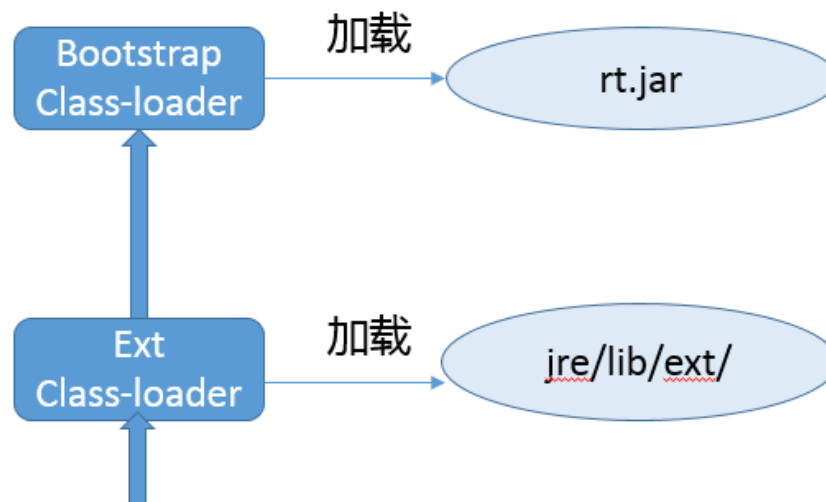 Bootstrap
Class-loader
加载
rt.jar
Ext
Class-loader
加载
jre/lib/ext/